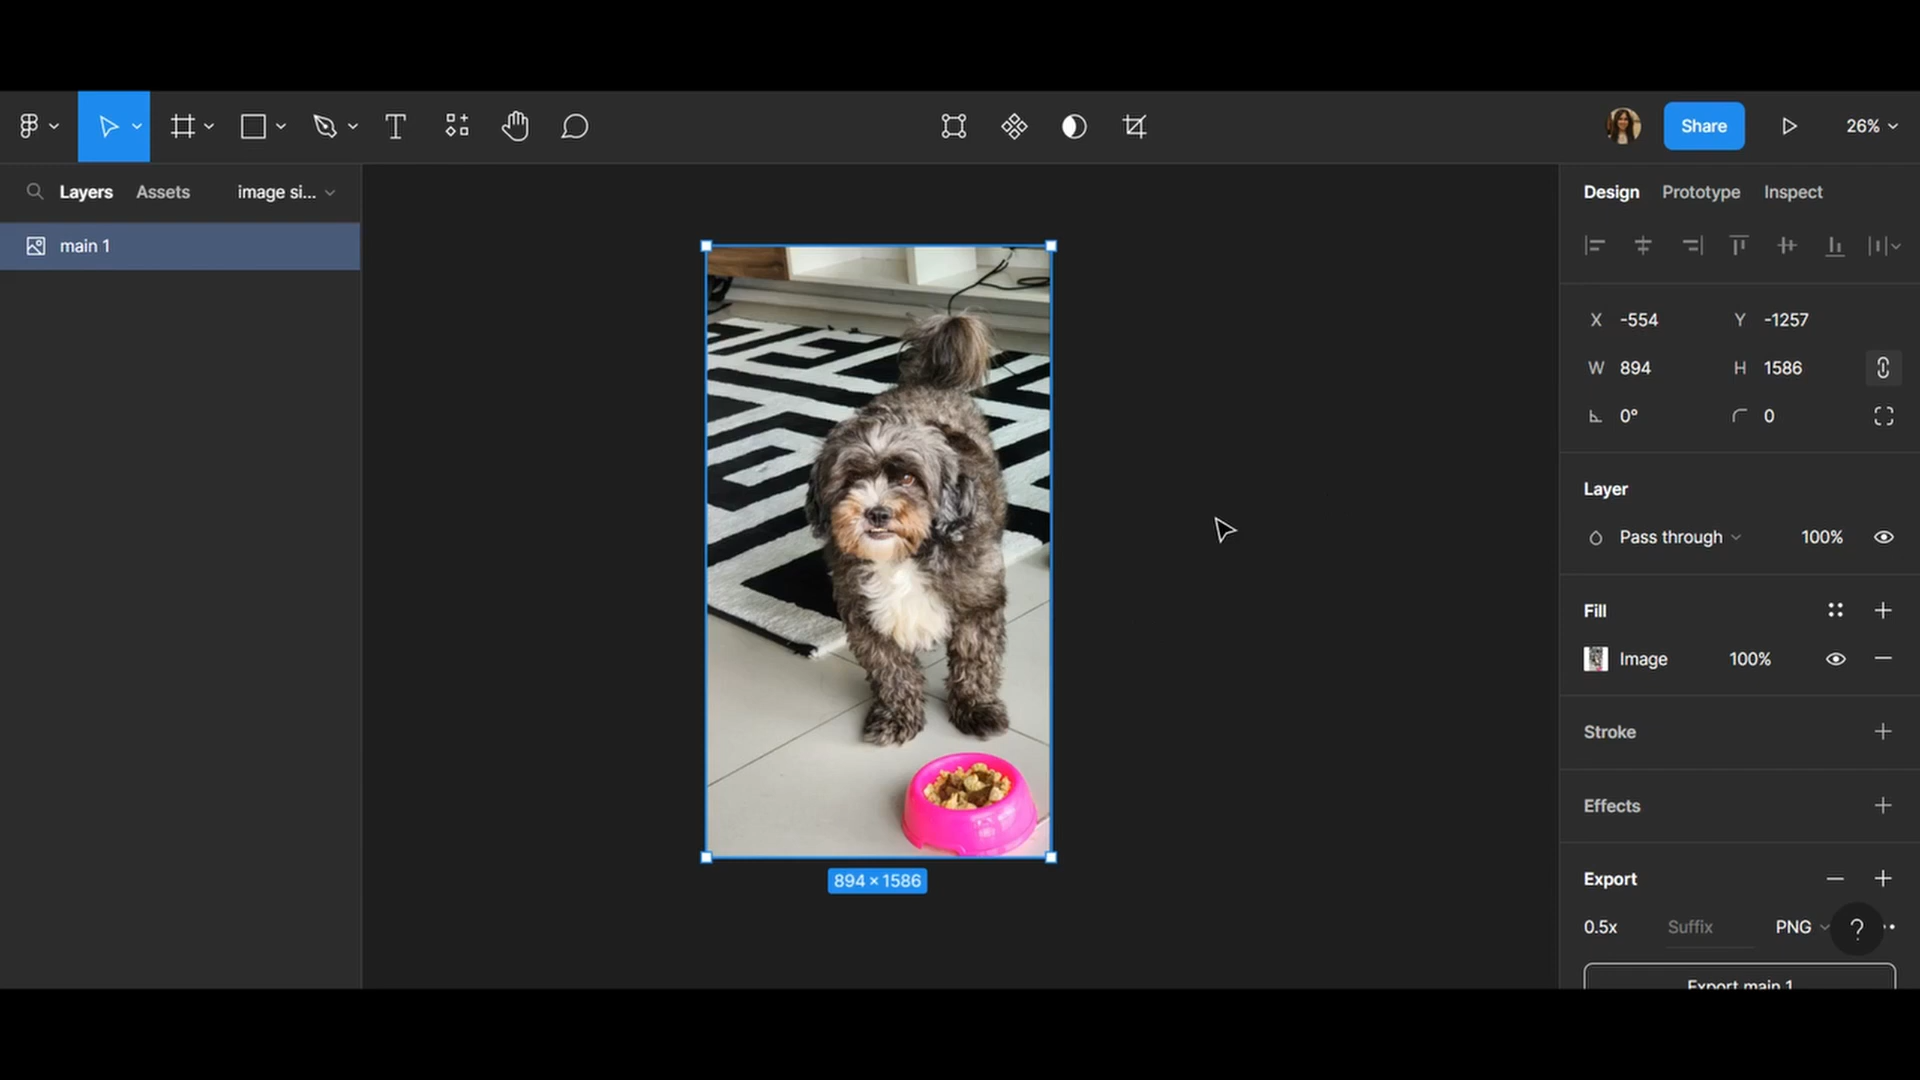 Share
26%
Layers Assets image si...
Design Prototype Inspect
main 1
X -554 Y -1257
W 894 H 1586
0° 0
Layer
Pass through 100%
Fill
Image 100%
Stroke
Effects
894 × 1586
Export
0.5x Suffix PNG ?
Export main 1